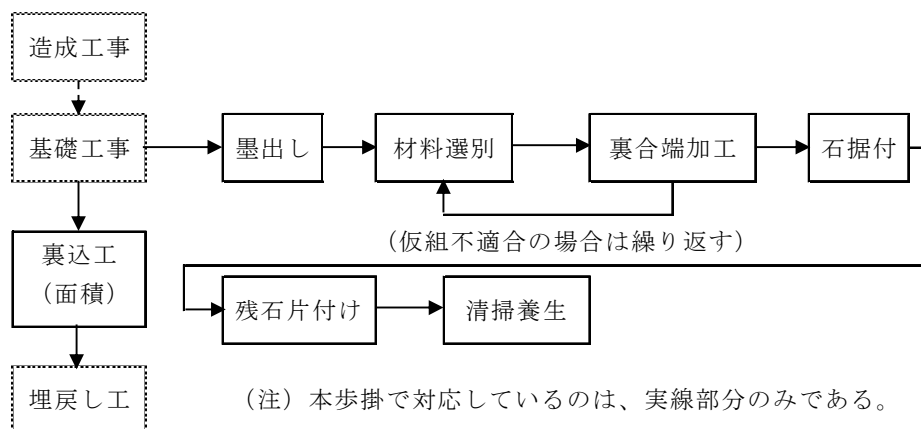 造成工事
基礎工事
墨出し
材料選別
裏合端加工
石据付
(仮組不適合の場合は繰り返す)
裏込工
(面積)
残石片付け
清掃養生
埋戻し工
(注)本歩掛で対応しているのは、実線部分のみである。